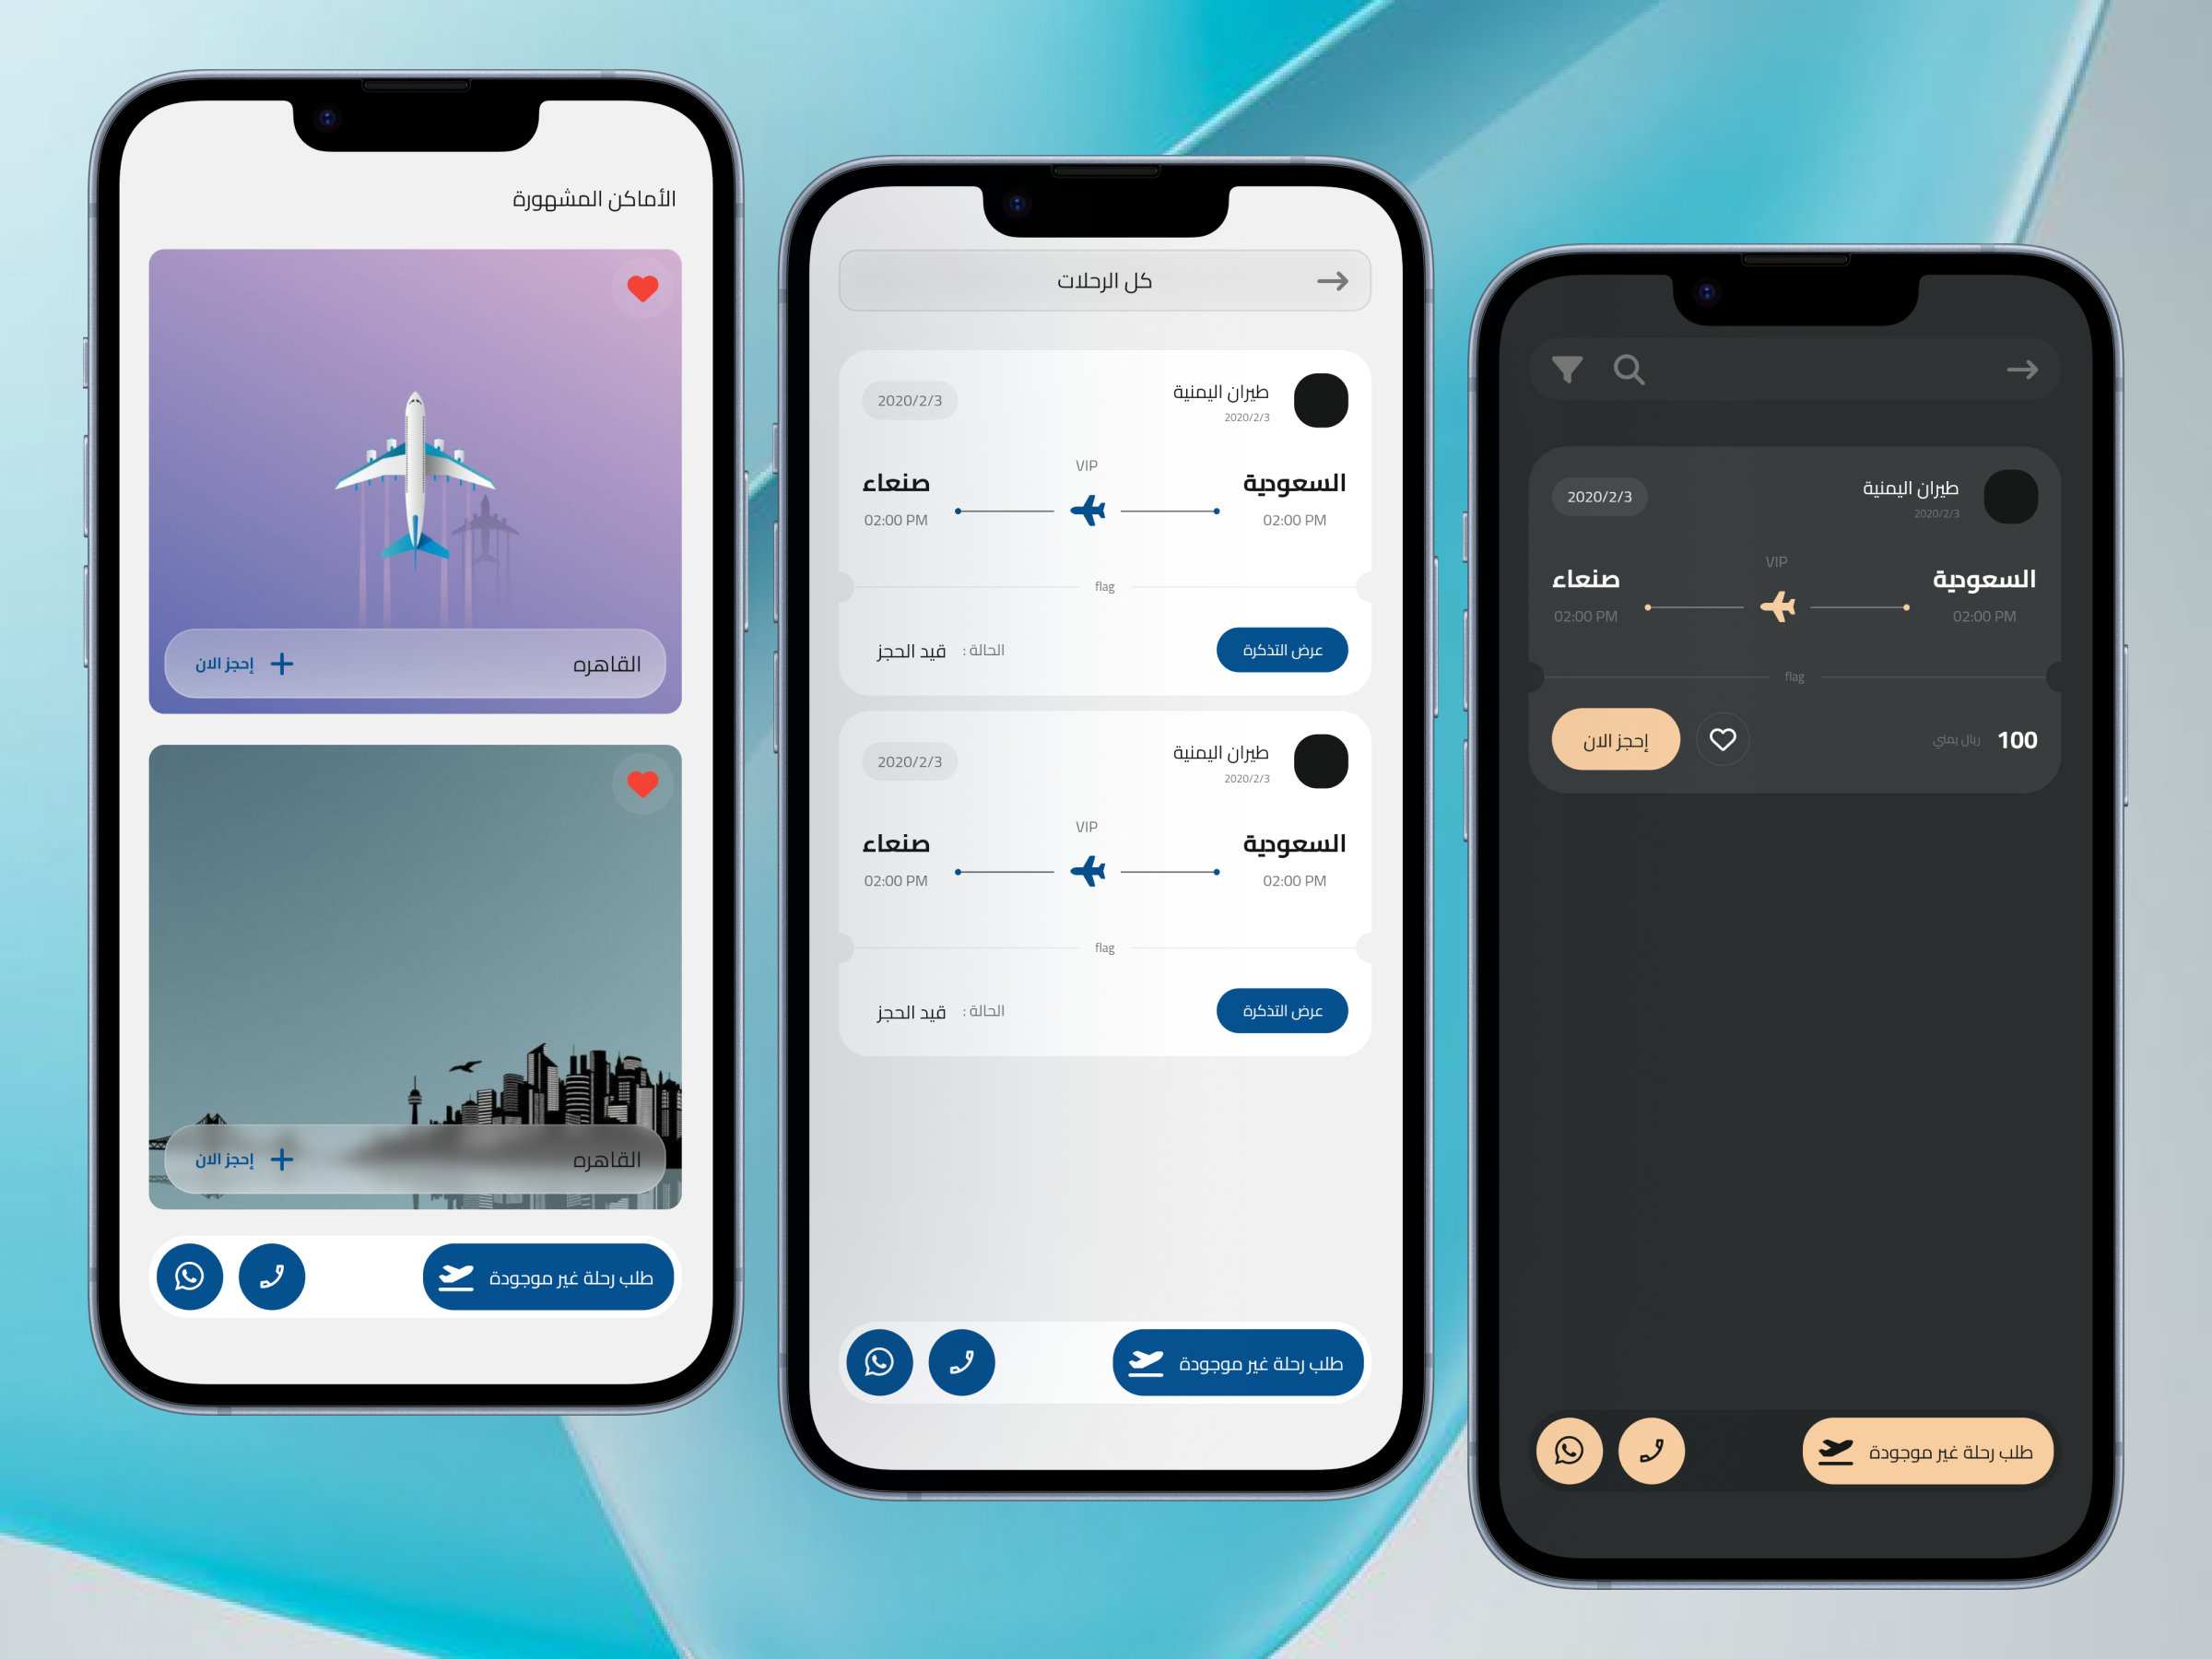 الأماكن المشهورة
القاهره
إحجز الان
القاهره
إحجز الان
طلب رحلة غير موجودة
كل الرحلات
طيران اليمنية
2020/2/3
2020/2/3
VIP
السعودية
صنعاء
02:00 PM
02:00 PM
flag
عرض التذكرة
الحالة : قيد الحجز
طيران اليمنية
2020/2/3
2020/2/3
VIP
السعودية
صنعاء
02:00 PM
02:00 PM
flag
عرض التذكرة
الحالة : قيد الحجز
طلب رحلة غير موجودة
طيران اليمنية
2020/2/3
2020/2/3
VIP
السعودية
صنعاء
02:00 PM
02:00 PM
flag
100 ريال يمني
إحجز الان
طلب رحلة غير موجودة